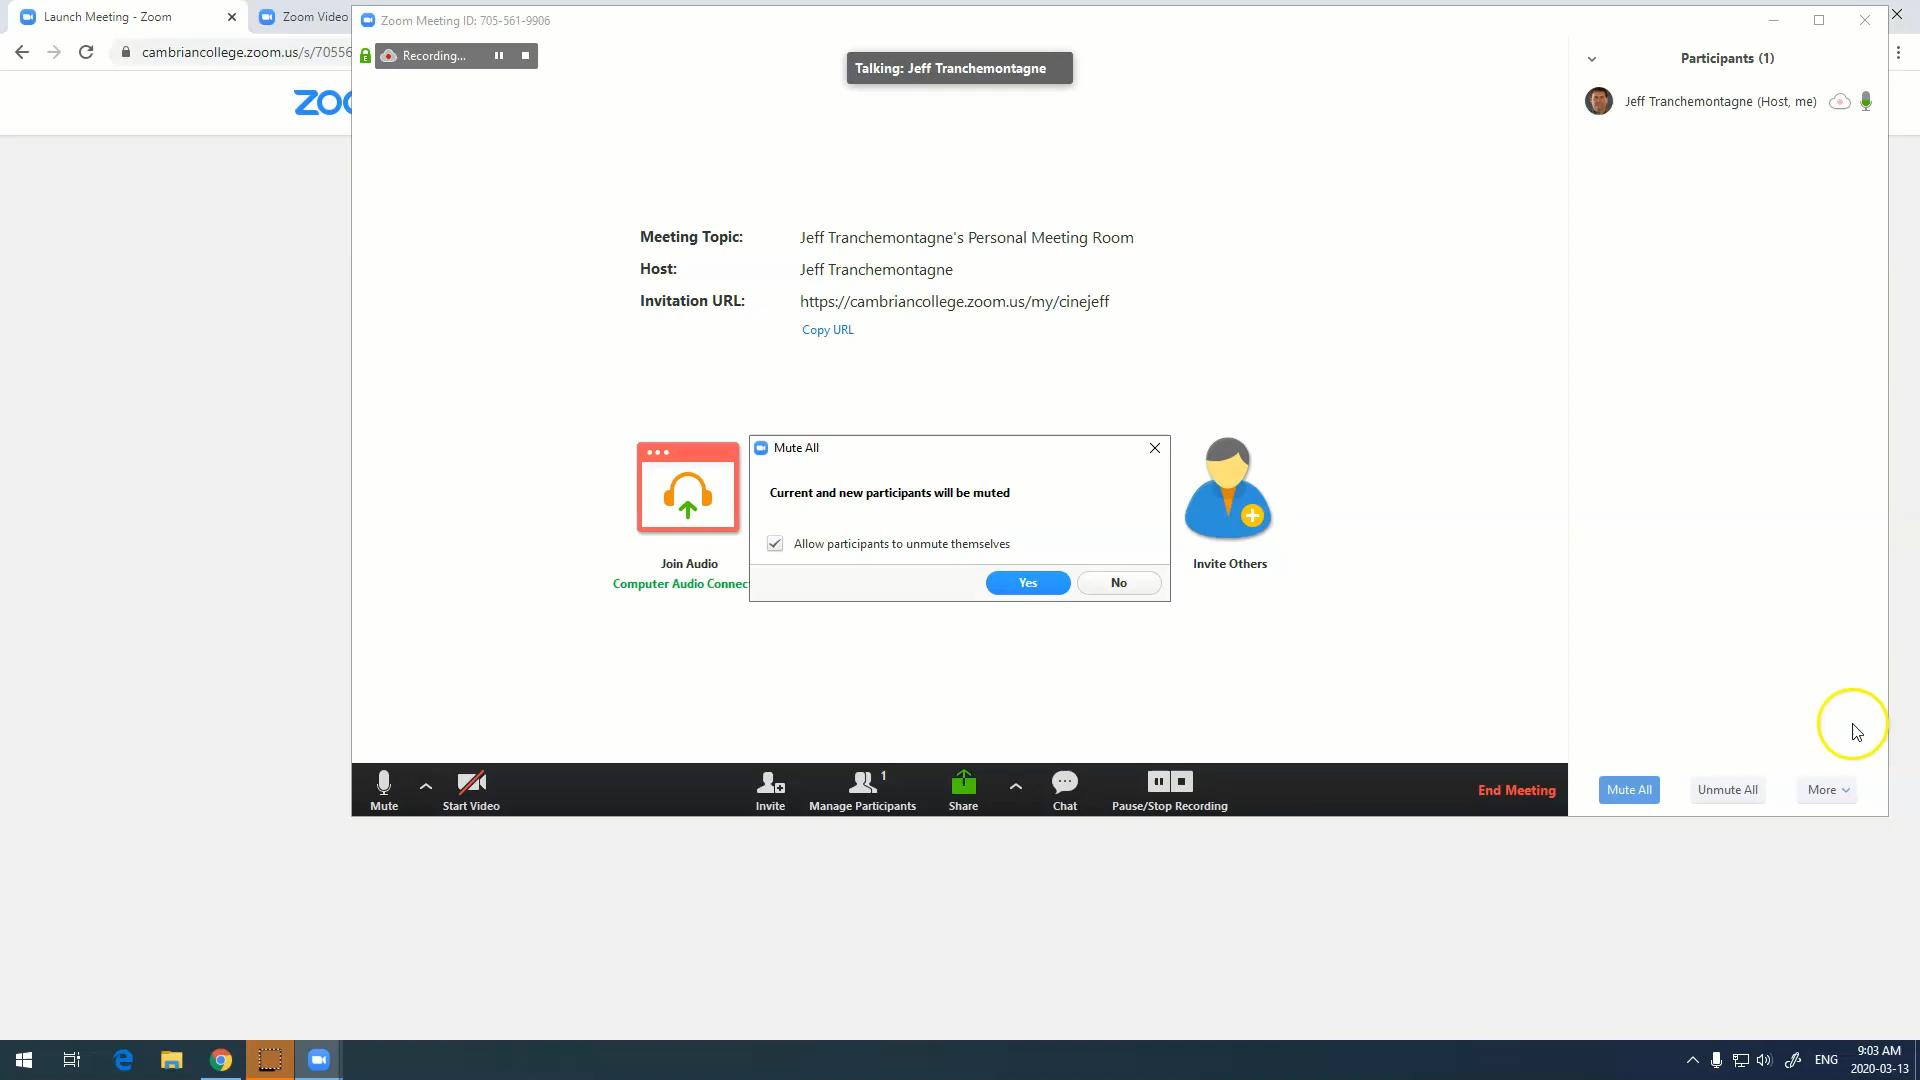 Launch Meeting - Zoom
Zoom Video
cambriancollege.zoom.us/s/70556
Zoom Meeting ID: 705-561-9906
Recording...
Talking: Jeff Tranchemontagne
Participants (1)
Jeff Tranchemontagne (Host, me)
Meeting Topic: Jeff Tranchemontagne's Personal Meeting Room
Host: Jeff Tranchemontagne
Invitation URL: https://cambriancollege.zoom.us/my/cinejeff
Copy URL
Mute All
Current and new participants will be muted
Allow participants to unmute themselves
Yes No
Join Audio
Computer Audio Connec
Invite Others
1
Mute
Start Video
Invite
Manage Participants
Share
Chat
Pause/Stop Recording
End Meeting
Mute All
Unmute All
More
ENG
9:03 AM
2020-03-13